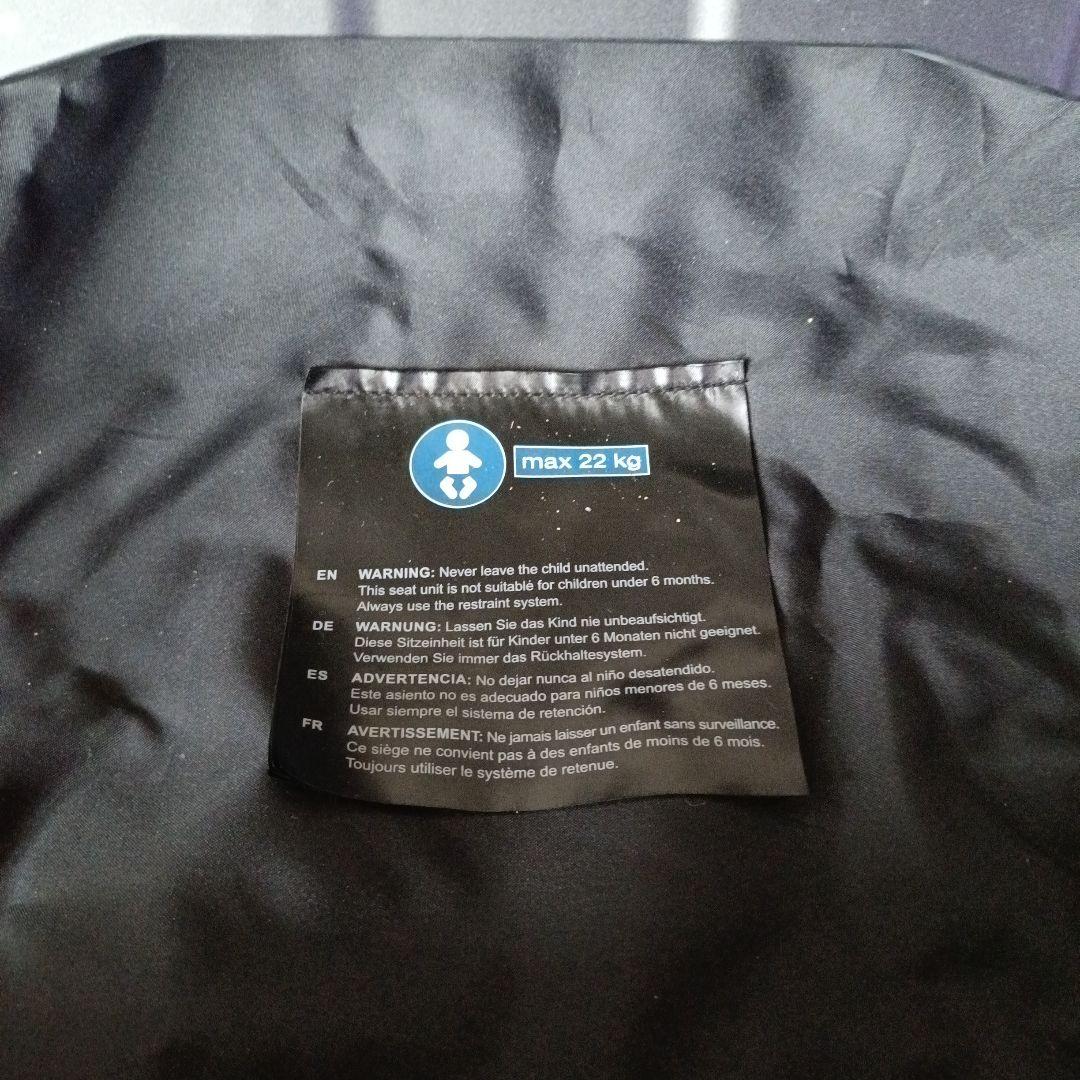 max 22 kg
EN WARNING: Never leave the child unattended.
This seat unit is not suitable for children under 6 months.
Always use the restraint system.
DE WARNUNG: Lassen Sie das Kind nie unbeaufsichtigt.
Diese Sitzeinheit ist für Kinder unter 6 Monaten nicht geeignet.
Verwenden Sie immer das Rückhaltesystem.
ES ADVERTENCIA: No dejar nunca al niño desatendido.
Este asiento no es adecuado para niños menores de 6 meses.
Usar siempre el sistema de retención.
FR AVERTISSEMENT: Ne jamais laisser un enfant sans surveillance.
Ce siège ne convient pas à des enfants de moins de 6 mois.
Toujours utiliser le système de retenue.